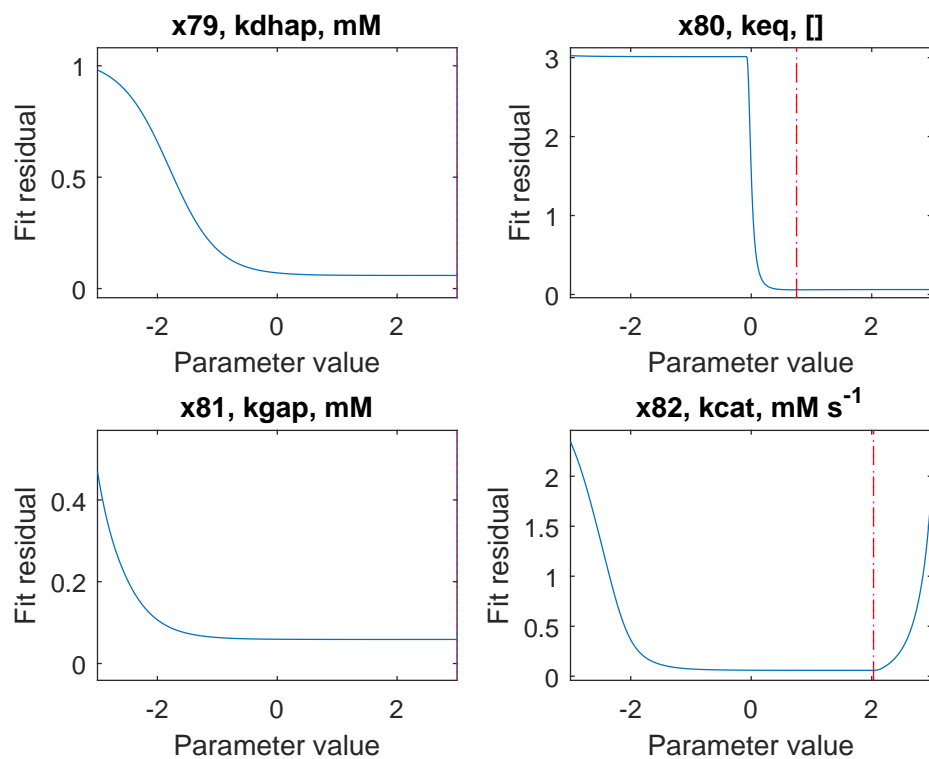 x79, kdhap, mM
Fit residual
1
0.5
0
-2 0 2
Parameter value
x80, keq, []
Fit residual
3
2
1
0
-2 0 2
Parameter value
x81, kgap, mM
Fit residual
0.4
0.2
0
-2 0 2
Parameter value
x82, kcat, mM s-1
Fit residual
2
1.5
1
0.5
0
-2 0 2
Parameter value